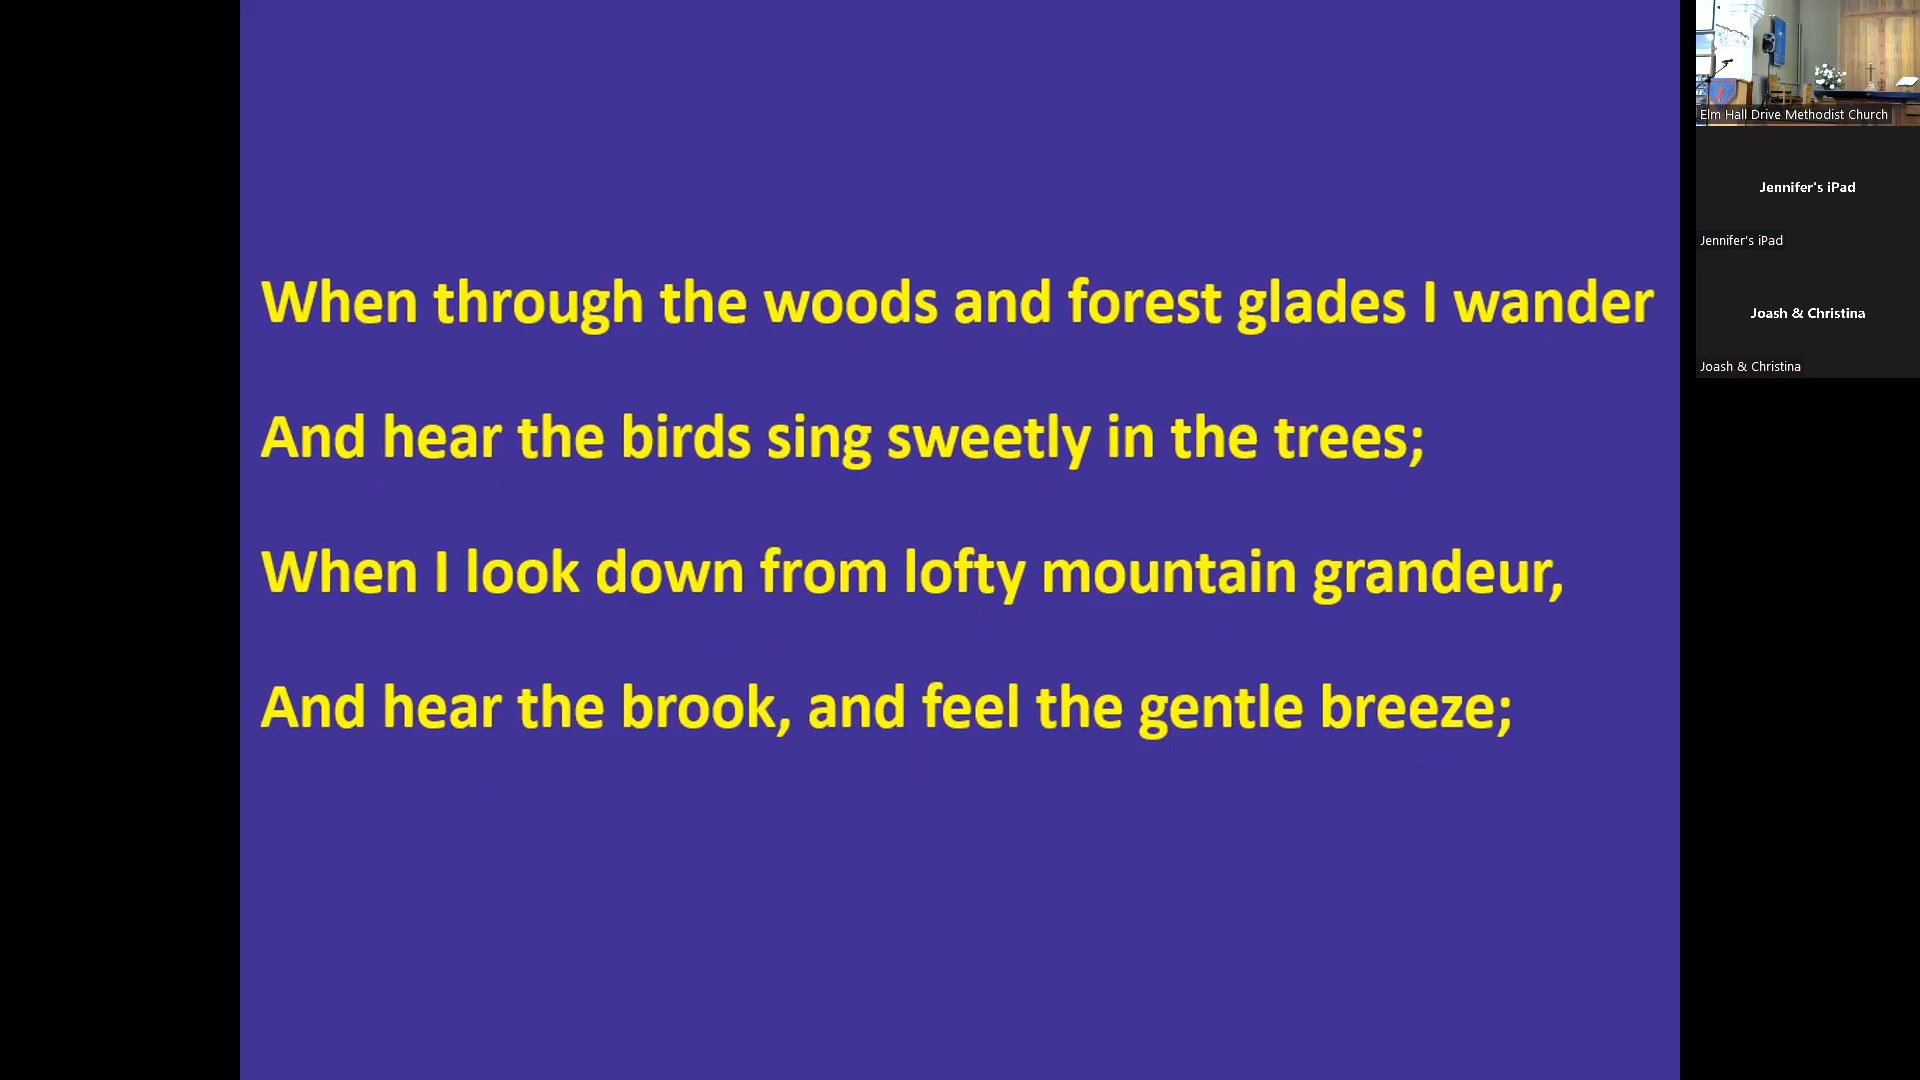 When through the woods and forest glades I wander
And hear the birds sing sweetly in the trees;
When I look down from lofty mountain grandeur,
And hear the brook, and feel the gentle breeze;
Elm Hall Drive Methodist Church
Jennifer's iPad
Jennifer's iPad
Joash & Christina
Joash & Christina